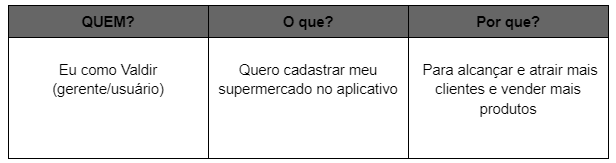 QUEM?
O que?
Por que?
Eu como Valdir
(gerente/usuário)
Quero cadastrar meu
supermercado no aplicativo
Para alcançar e atrair mais
clientes e vender mais
produtos